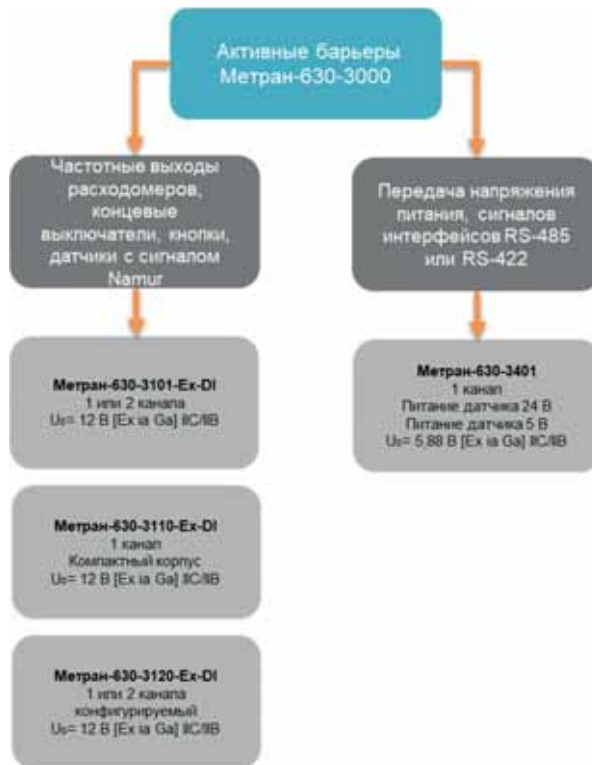 Активные барьеры
Метран-630-3000
Частотные выходы
расходомеров,
концевые
выключатели, кнопки,
датчики с сигналом
Namur
Метран-630-3101-Ex-DI
1 или 2 канала
U₀= 12 В [Ex ia Ga] IIC/IIB
Метран-630-3110-Ex-DI
1 канал
Компактный корпус
U₀= 12 В [Ex ia Ga] IIC/IIB
Метран-630-3120-Ex-DI
1 или 2 канала
конфигурируемый
U₀= 12 В [Ex ia Ga] IIC/IIB
Передача напряжения
питания, сигналов
интерфейсов RS-485
или RS-422
Метран-630-3401
1 канал
Питание датчика 24 В
Питание датчика 5 В
U₀= 5,88 В [Ex ia Ga] IIC/IIB